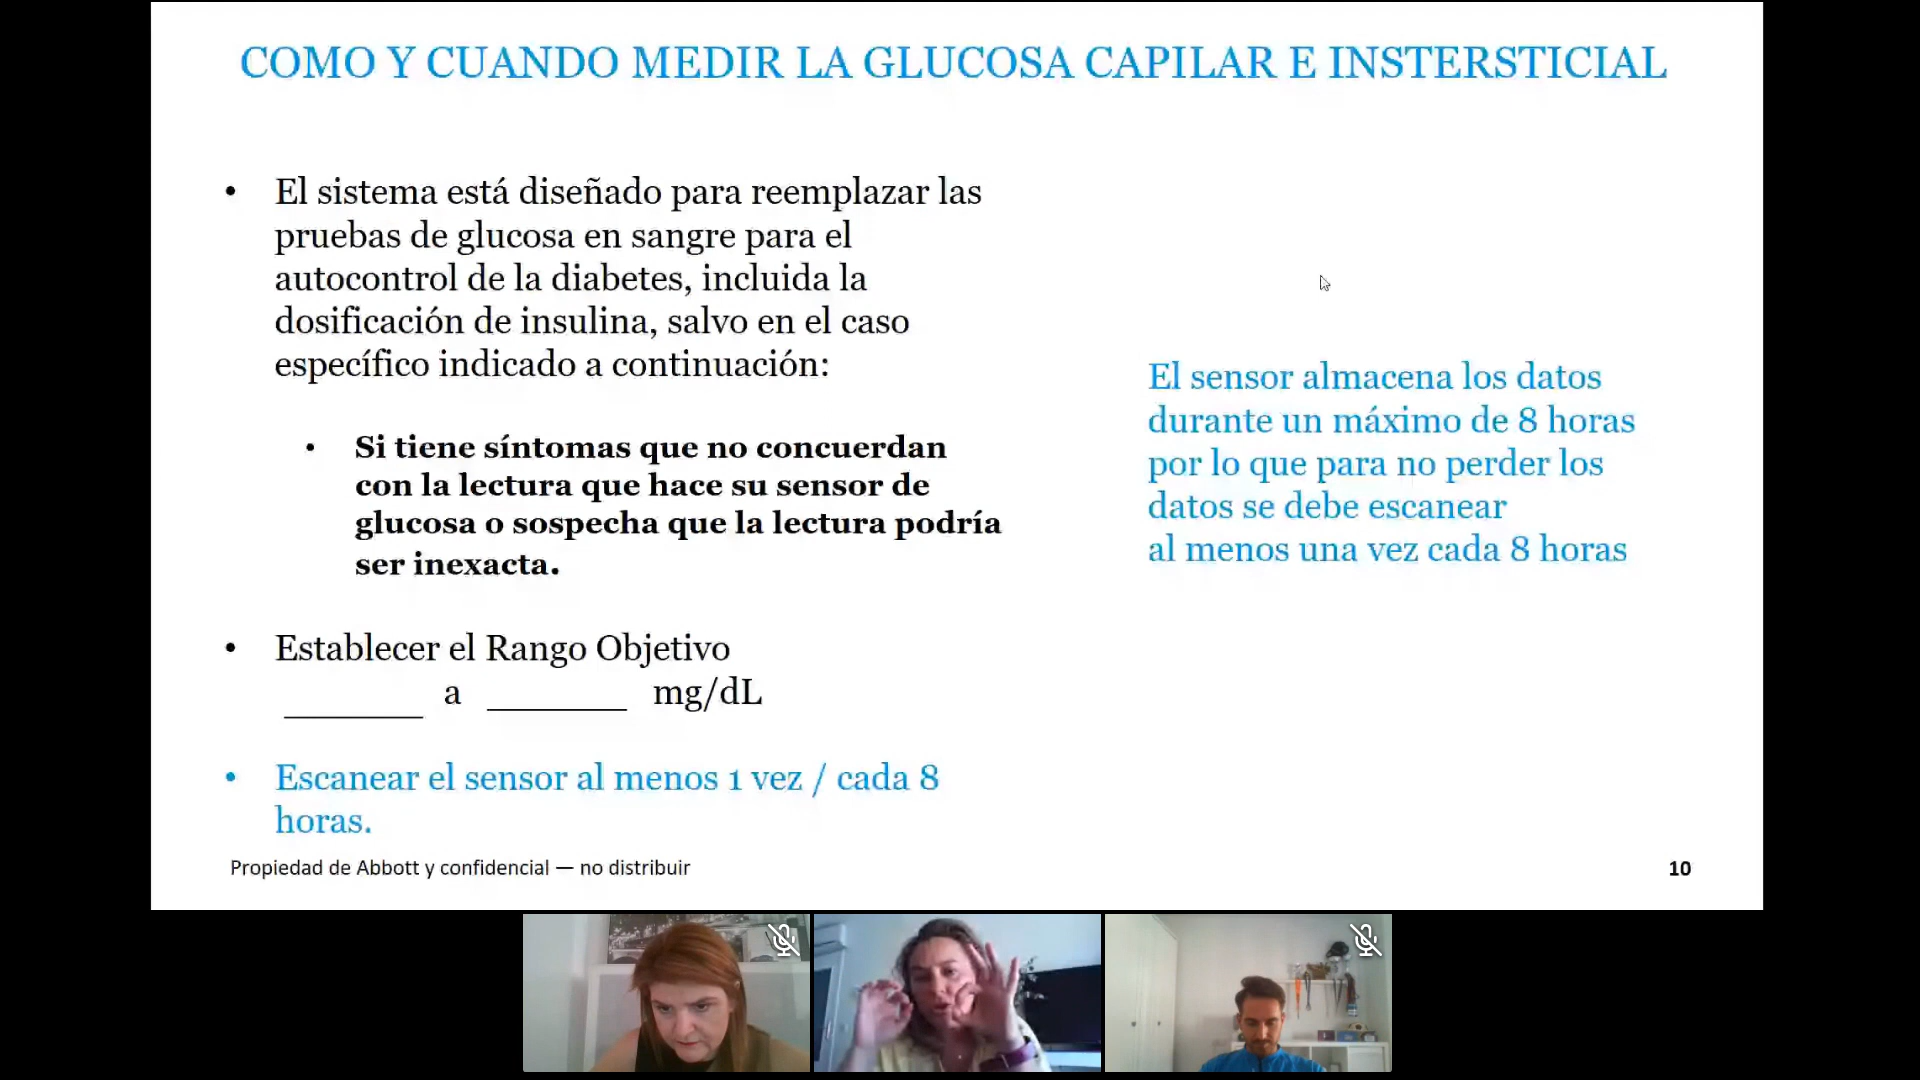 COMO Y CUANDO MEDIR LA GLUCOSA CAPILAR E INSTERSTICIAL
• El sistema está diseñado para reemplazar las
pruebas de glucosa en sangre para el
autocontrol de la diabetes, incluida la
dosificación de insulina, salvo en el caso
específico indicado a continuación:
• Si tiene síntomas que no concuerdan
con la lectura que hace su sensor de
glucosa o sospecha que la lectura podría
ser inexacta.
• Establecer el Rango Objetivo
_______ a _______ mg/dL
• Escanear el sensor al menos 1 vez / cada 8
horas.
El sensor almacena los datos
durante un máximo de 8 horas
por lo que para no perder los
datos se debe escanear
al menos una vez cada 8 horas
Propiedad de Abbott y confidencial — no distribuir
10